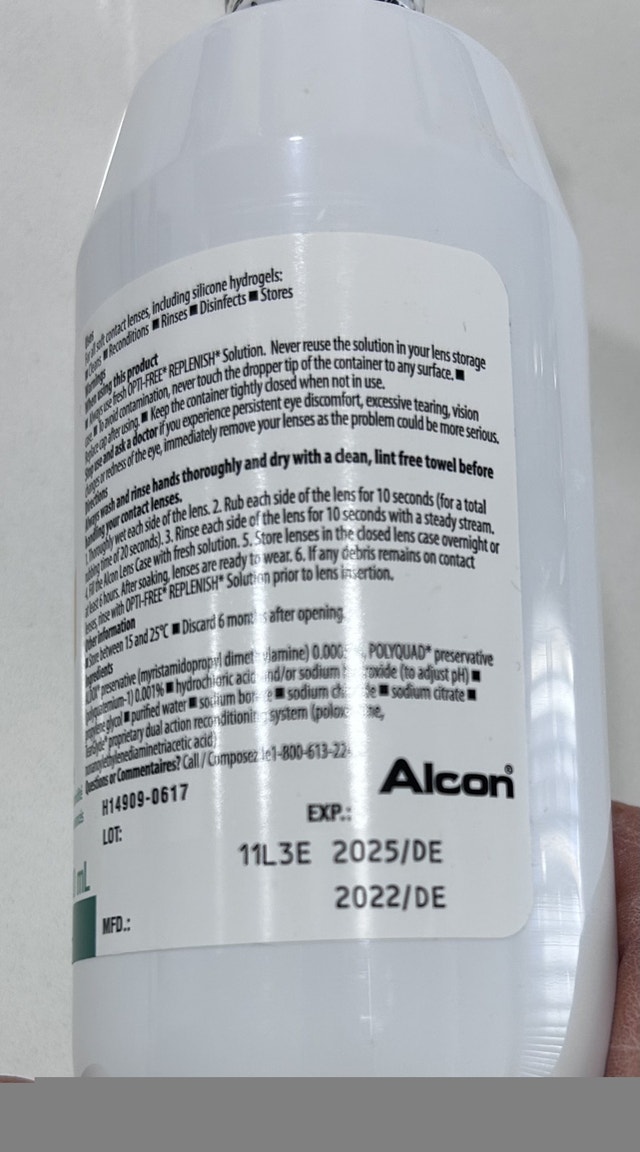 Uses
For all soft contact lenses, including silicone hydrogels:
■ Reconditions ■ Rinses ■ Disinfects ■ Stores
Warnings
When using this product
■ Always use fresh OPTI-FREE® REPLENISH® Solution. Never reuse the solution in your lens storage
■ To avoid contamination, never touch the dropper tip of the container to any surface. ■
Replace cap after using. ■ Keep the container tightly closed when not in use.
Stop use and ask a doctor if you experience persistent eye discomfort, excessive tearing, vision
changes or redness of the eye, immediately remove your lenses as the problem could be more serious.
Directions
Always wash and rinse hands thoroughly and dry with a clean, lint free towel before
handling your contact lenses.
Thoroughly wet each side of the lens. 2. Rub each side of the lens for 10 seconds (for a total
rubbing time of 20 seconds). 3. Rinse each side of the lens for 10 seconds with a steady stream.
4. Fill the Alcon Lens Case with fresh solution. 5. Store lenses in the closed lens case overnight or
at least 6 hours. After soaking, lenses are ready to wear. 6. If any debris remains on contact
lenses, rinse with OPTI-FREE® REPLENISH® Solution prior to lens insertion.
Other information
■ Store between 15 and 25°C ■ Discard 6 months after opening
Ingredients
preservative (myristamidopropyl dimethylamine) POLYQUAD® preservative
0.001% ■ hydrochloric acid and/or sodium hydroxide (to adjust pH) ■
propylene glycol ■ purified water ■ sodium borate ■ sodium chloride ■ sodium citrate ■
proprietary dual action reconditioning system
Questions or Commentaires? Call / Composez le 1-800-613-22
Alcon®
H14909-0617
LOT:
EXP.:
11L3E 2025/DE
2022/DE
MFD.:
mL